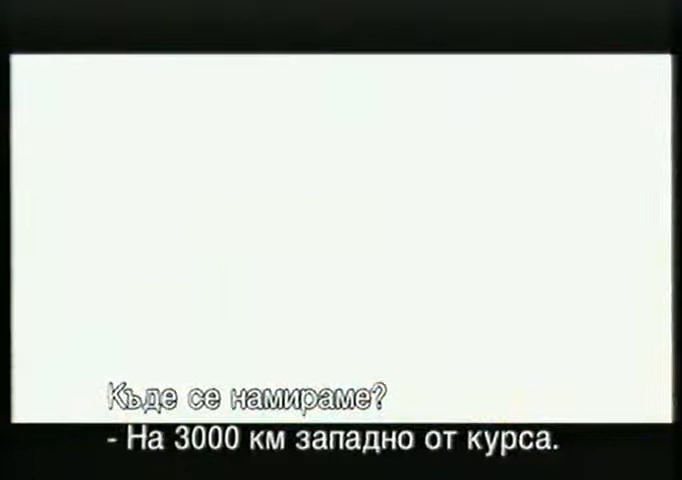 Къде се намираме?
- На 3000 км западно от курса.